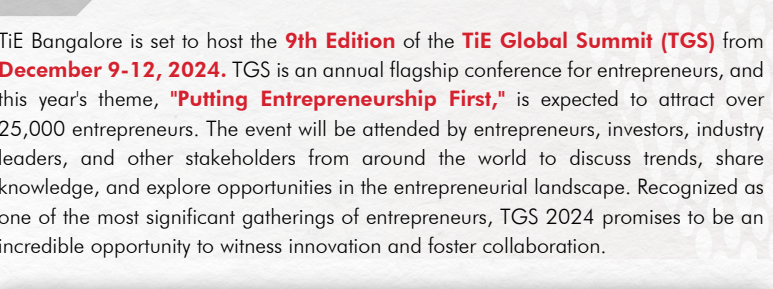 TiE Bangalore is set to host the 9th Edition of the TiE Global Summit (TGS) from
December 9-12, 2024. TGS is an annual flagship conference for entrepreneurs, and
this year's theme, "Putting Entrepreneurship First," is expected to attract over
25,000 entrepreneurs. The event will be attended by entrepreneurs, investors, industry
leaders, and other stakeholders from around the world to discuss trends, share
knowledge, and explore opportunities in the entrepreneurial landscape. Recognized as
one of the most significant gatherings of entrepreneurs, TGS 2024 promises to be an
incredible opportunity to witness innovation and foster collaboration.